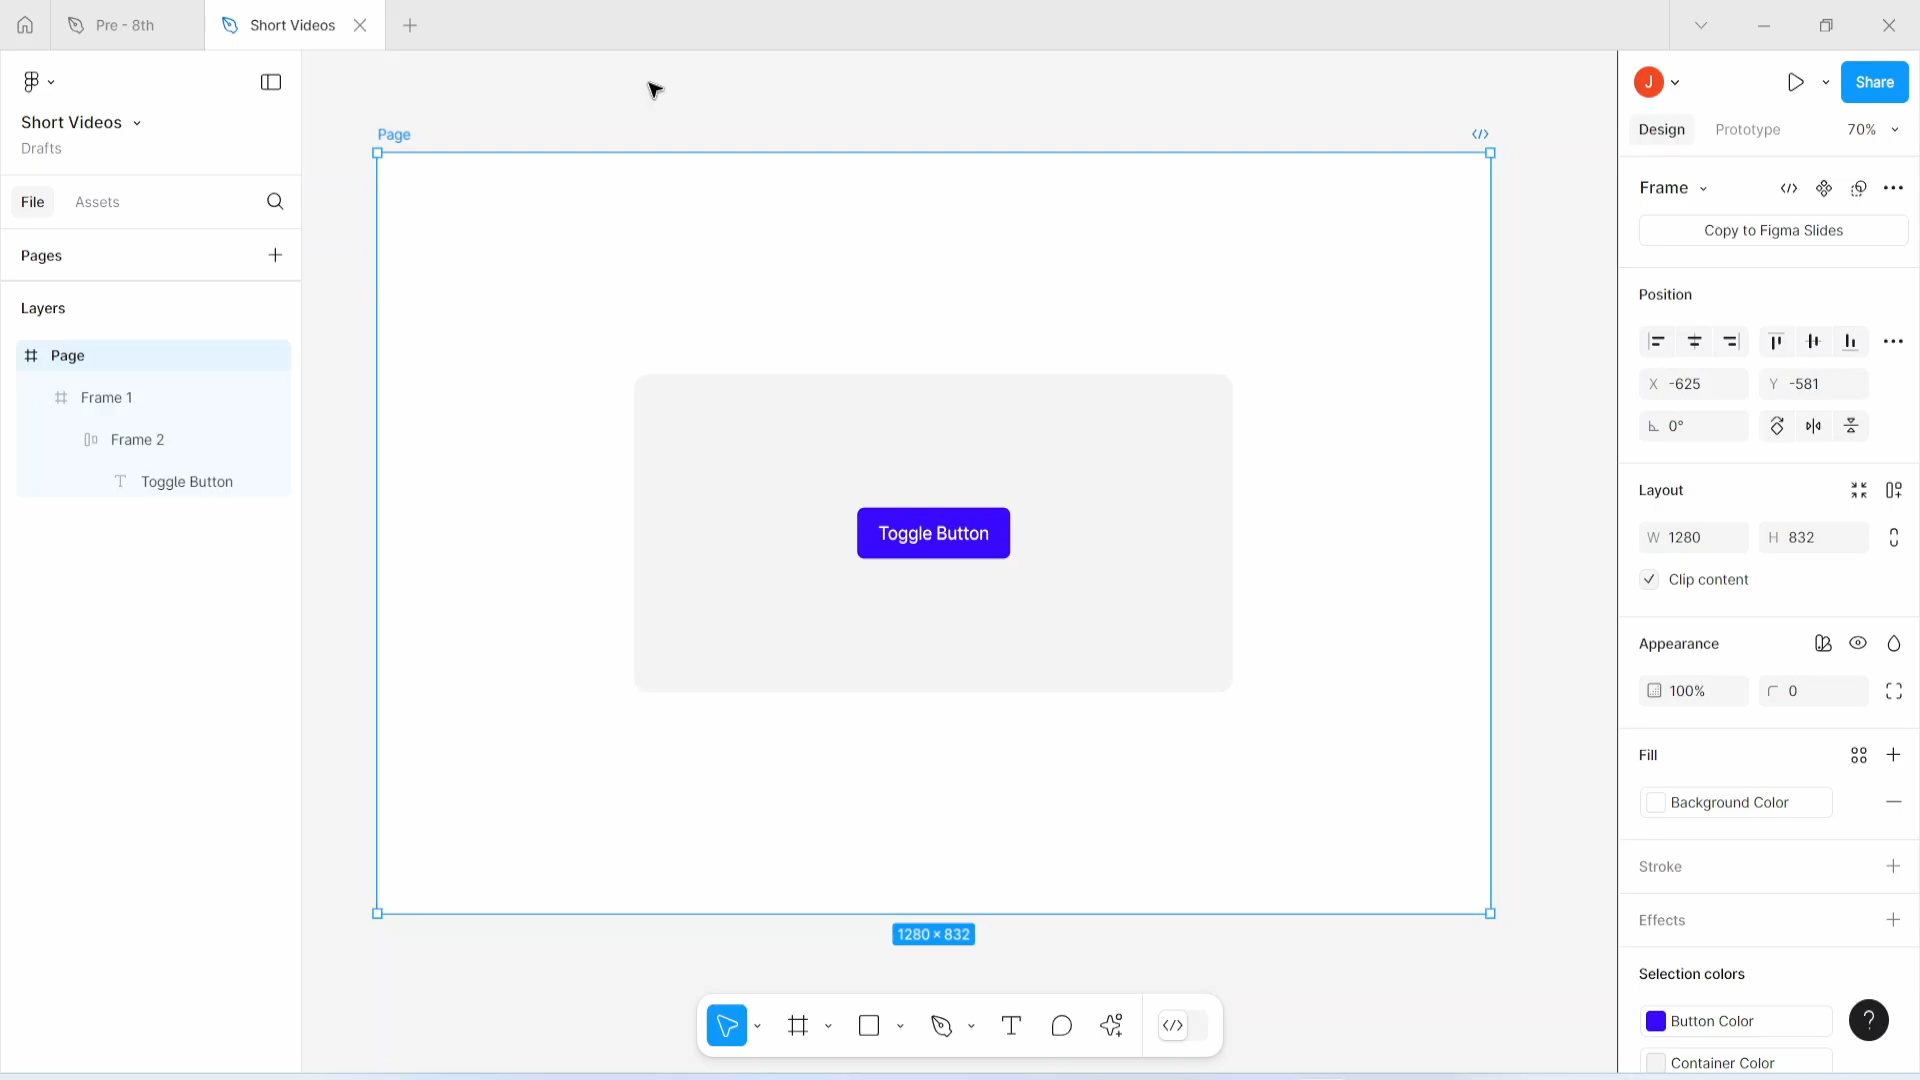 Pre - 8th
Short Videos
Short Videos
Drafts
File
Assets
Pages
Layers
Page
Frame 1
Frame 2
Toggle Button
Page
Toggle Button
1280 × 832
J
Share
Design
Prototype
70%
Frame
Copy to Figma Slides
Position
X -625
Y -581
0°
Layout
W 1280
H 832
Clip content
Appearance
100%
0
Fill
Background Color
Stroke
Effects
Selection colors
Button Color
?
Container Color